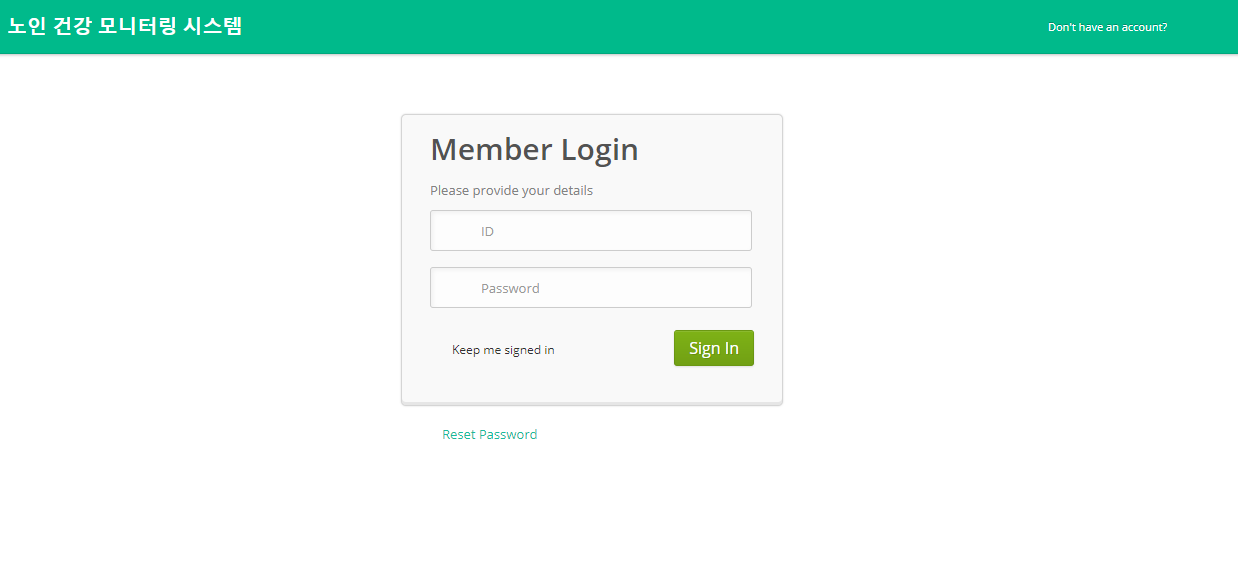 노인 건강 모니터링 시스템
Don't have an account?
Member Login
Please provide your details
ID
Password
Keep me signed in
Sign In
Reset Password